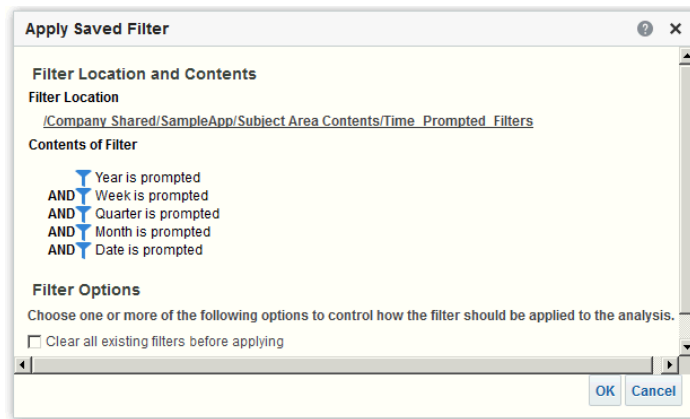 Apply Saved Filter
Filter Location and Contents
Filter Location
/Company Shared/SampleApp/Subject Area Contents/Time_Prompted_Filters
Contents of Filter
Year is prompted
AND Week is prompted
AND Quarter is prompted
AND Month is prompted
AND Date is prompted
Filter Options
Choose one or more of the following options to control how the filter should be applied to the analysis.
Clear all existing filters before applying
OK Cancel